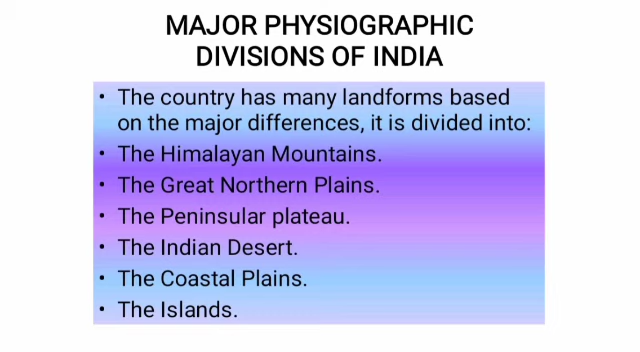 MAJOR PHYSIOGRAPHIC
DIVISIONS OF INDIA
• The country has many landforms based
on the major differences, it is divided into:
• The Himalayan Mountains.
• The Great Northern Plains.
• The Peninsular plateau.
• The Indian Desert.
• The Coastal Plains.
• The Islands.